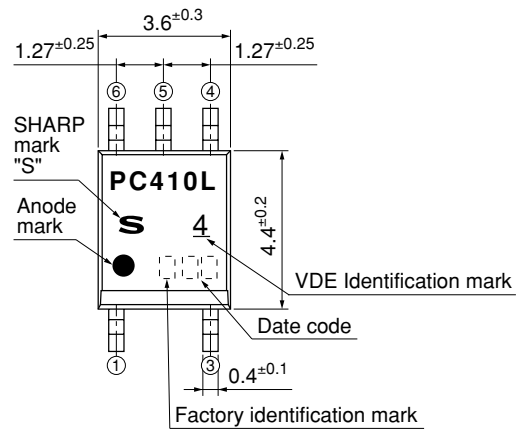 3.6±0.3
1.27±0.25 1.27±0.25
⑥ ⑤ ④
SHARP
mark
"S"
PC410L
Anode
mark
S 4
4.4±0.2
VDE Identification mark
Date code
① ③
0.4±0.1
Factory identification mark